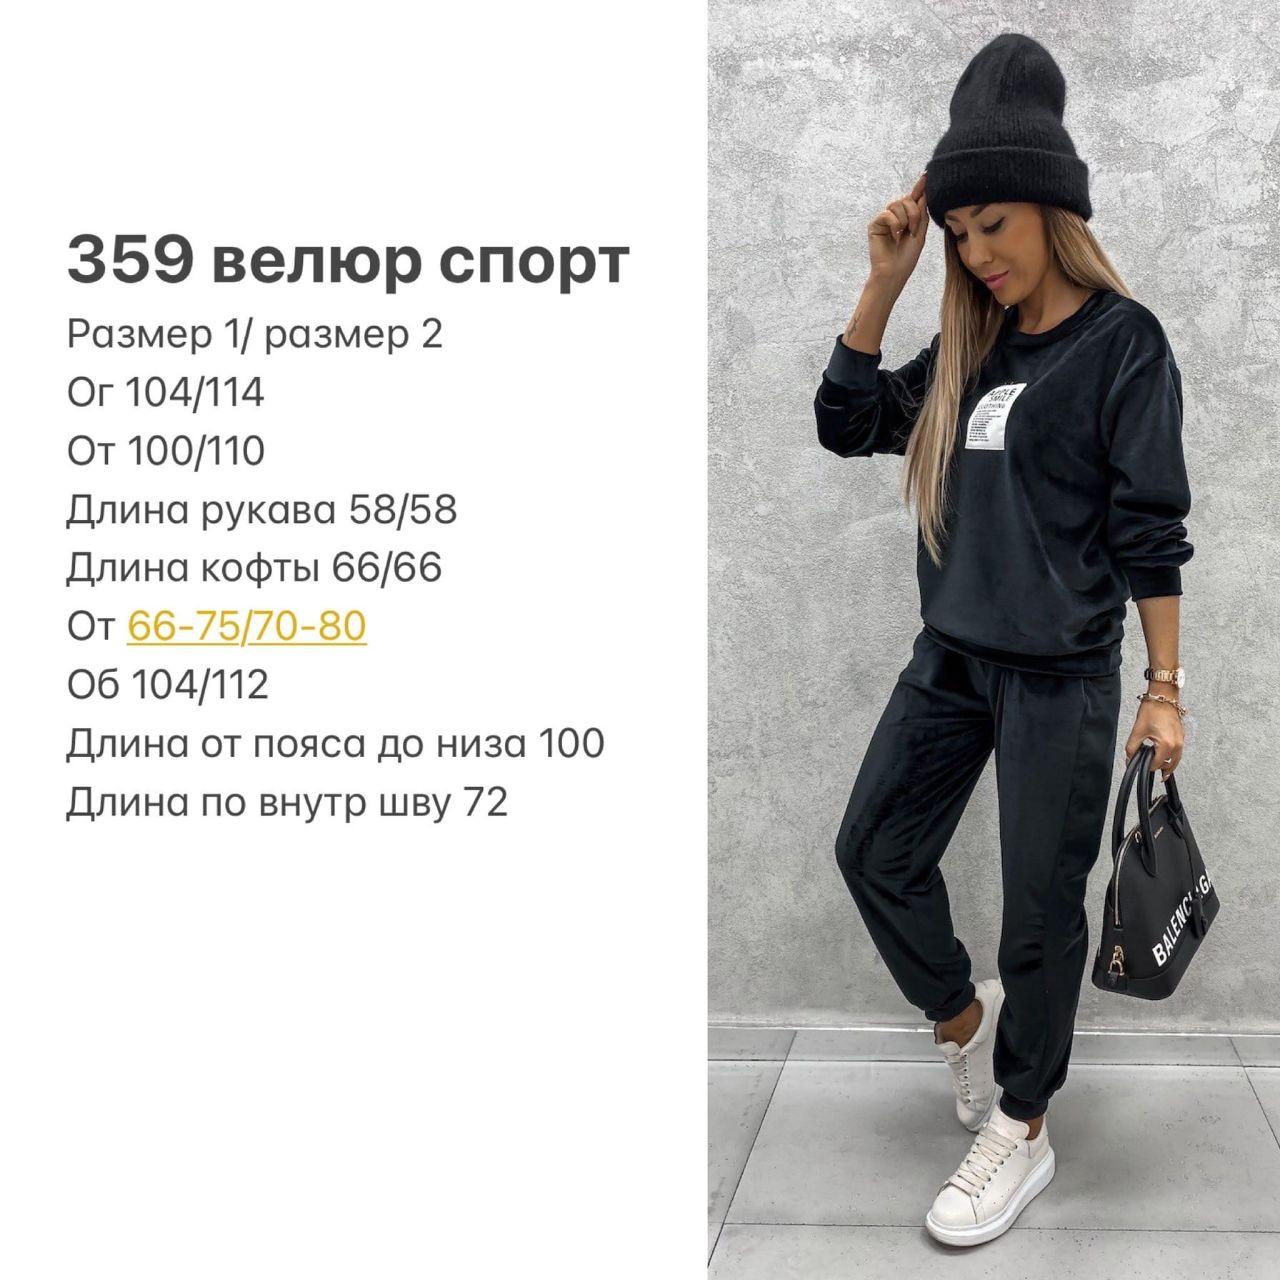 359 велюр спорт
Размер 1/ размер 2
Ог 104/114
От 100/110
Длина рукава 58/58
Длина кофты 66/66
От 66-75/70-80
Об 104/112
Длина от пояса до низа 100
Длина по внутр шву 72
SMILE
CLOTHING